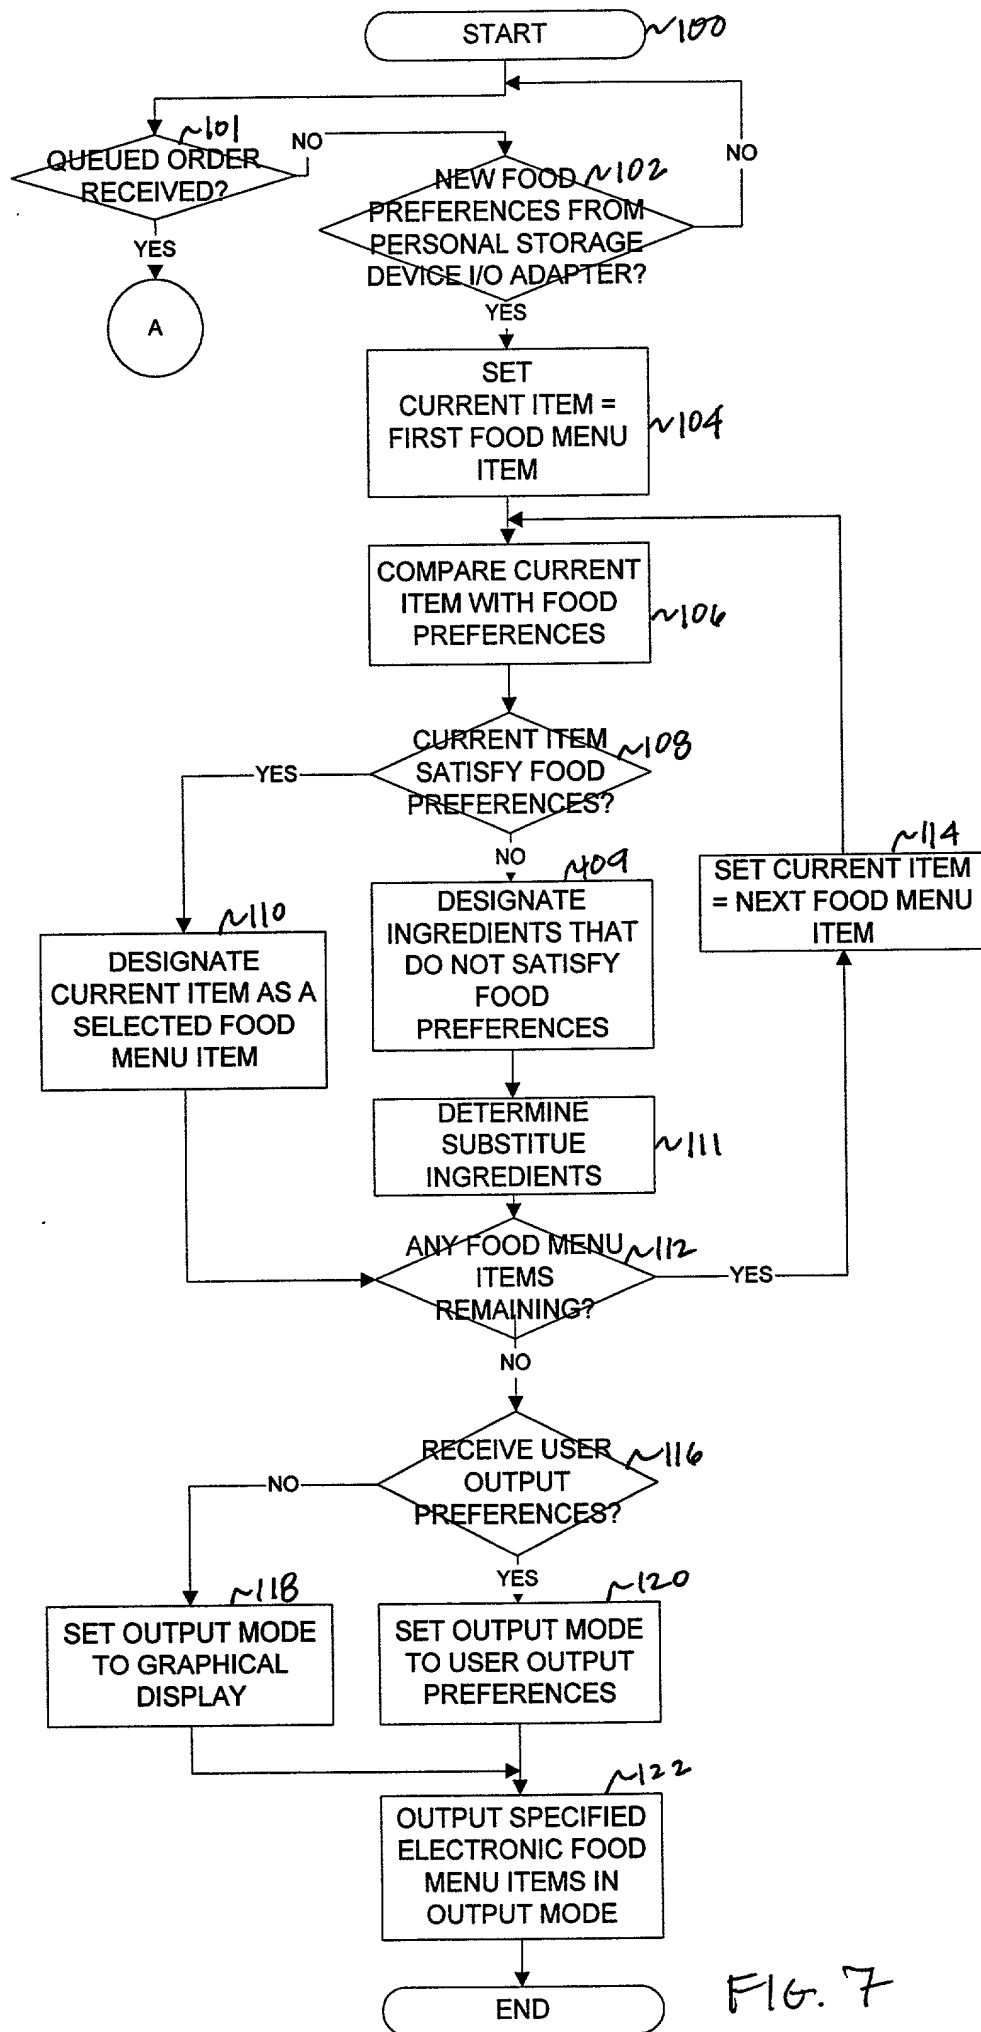 START
~100
~101
QUEUED ORDER
RECEIVED?
NO
NEW FOOD
~102
PREFERENCES FROM
PERSONAL STORAGE
DEVICE I/O ADAPTER?
NO
YES
A
YES
SET
CURRENT ITEM =
FIRST FOOD MENU
ITEM
~104
COMPARE CURRENT
ITEM WITH FOOD
PREFERENCES
~106
CURRENT ITEM
SATISFY FOOD
PREFERENCES?
~108
YES
NO
~109
DESIGNATE
INGREDIENTS THAT
DO NOT SATISFY
FOOD
PREFERENCES
~114
SET CURRENT ITEM
= NEXT FOOD MENU
ITEM
~110
DESIGNATE
CURRENT ITEM AS A
SELECTED FOOD
MENU ITEM
DETERMINE
SUBSTITUE
INGREDIENTS
~111
ANY FOOD MENU
ITEMS
REMAINING?
~112
YES
NO
RECEIVE USER
OUTPUT
PREFERENCES?
~116
NO
YES
~118
SET OUTPUT MODE
TO GRAPHICAL
DISPLAY
~120
SET OUTPUT MODE
TO USER OUTPUT
PREFERENCES
~122
OUTPUT SPECIFIED
ELECTRONIC FOOD
MENU ITEMS IN
OUTPUT MODE
END
FIG. 7